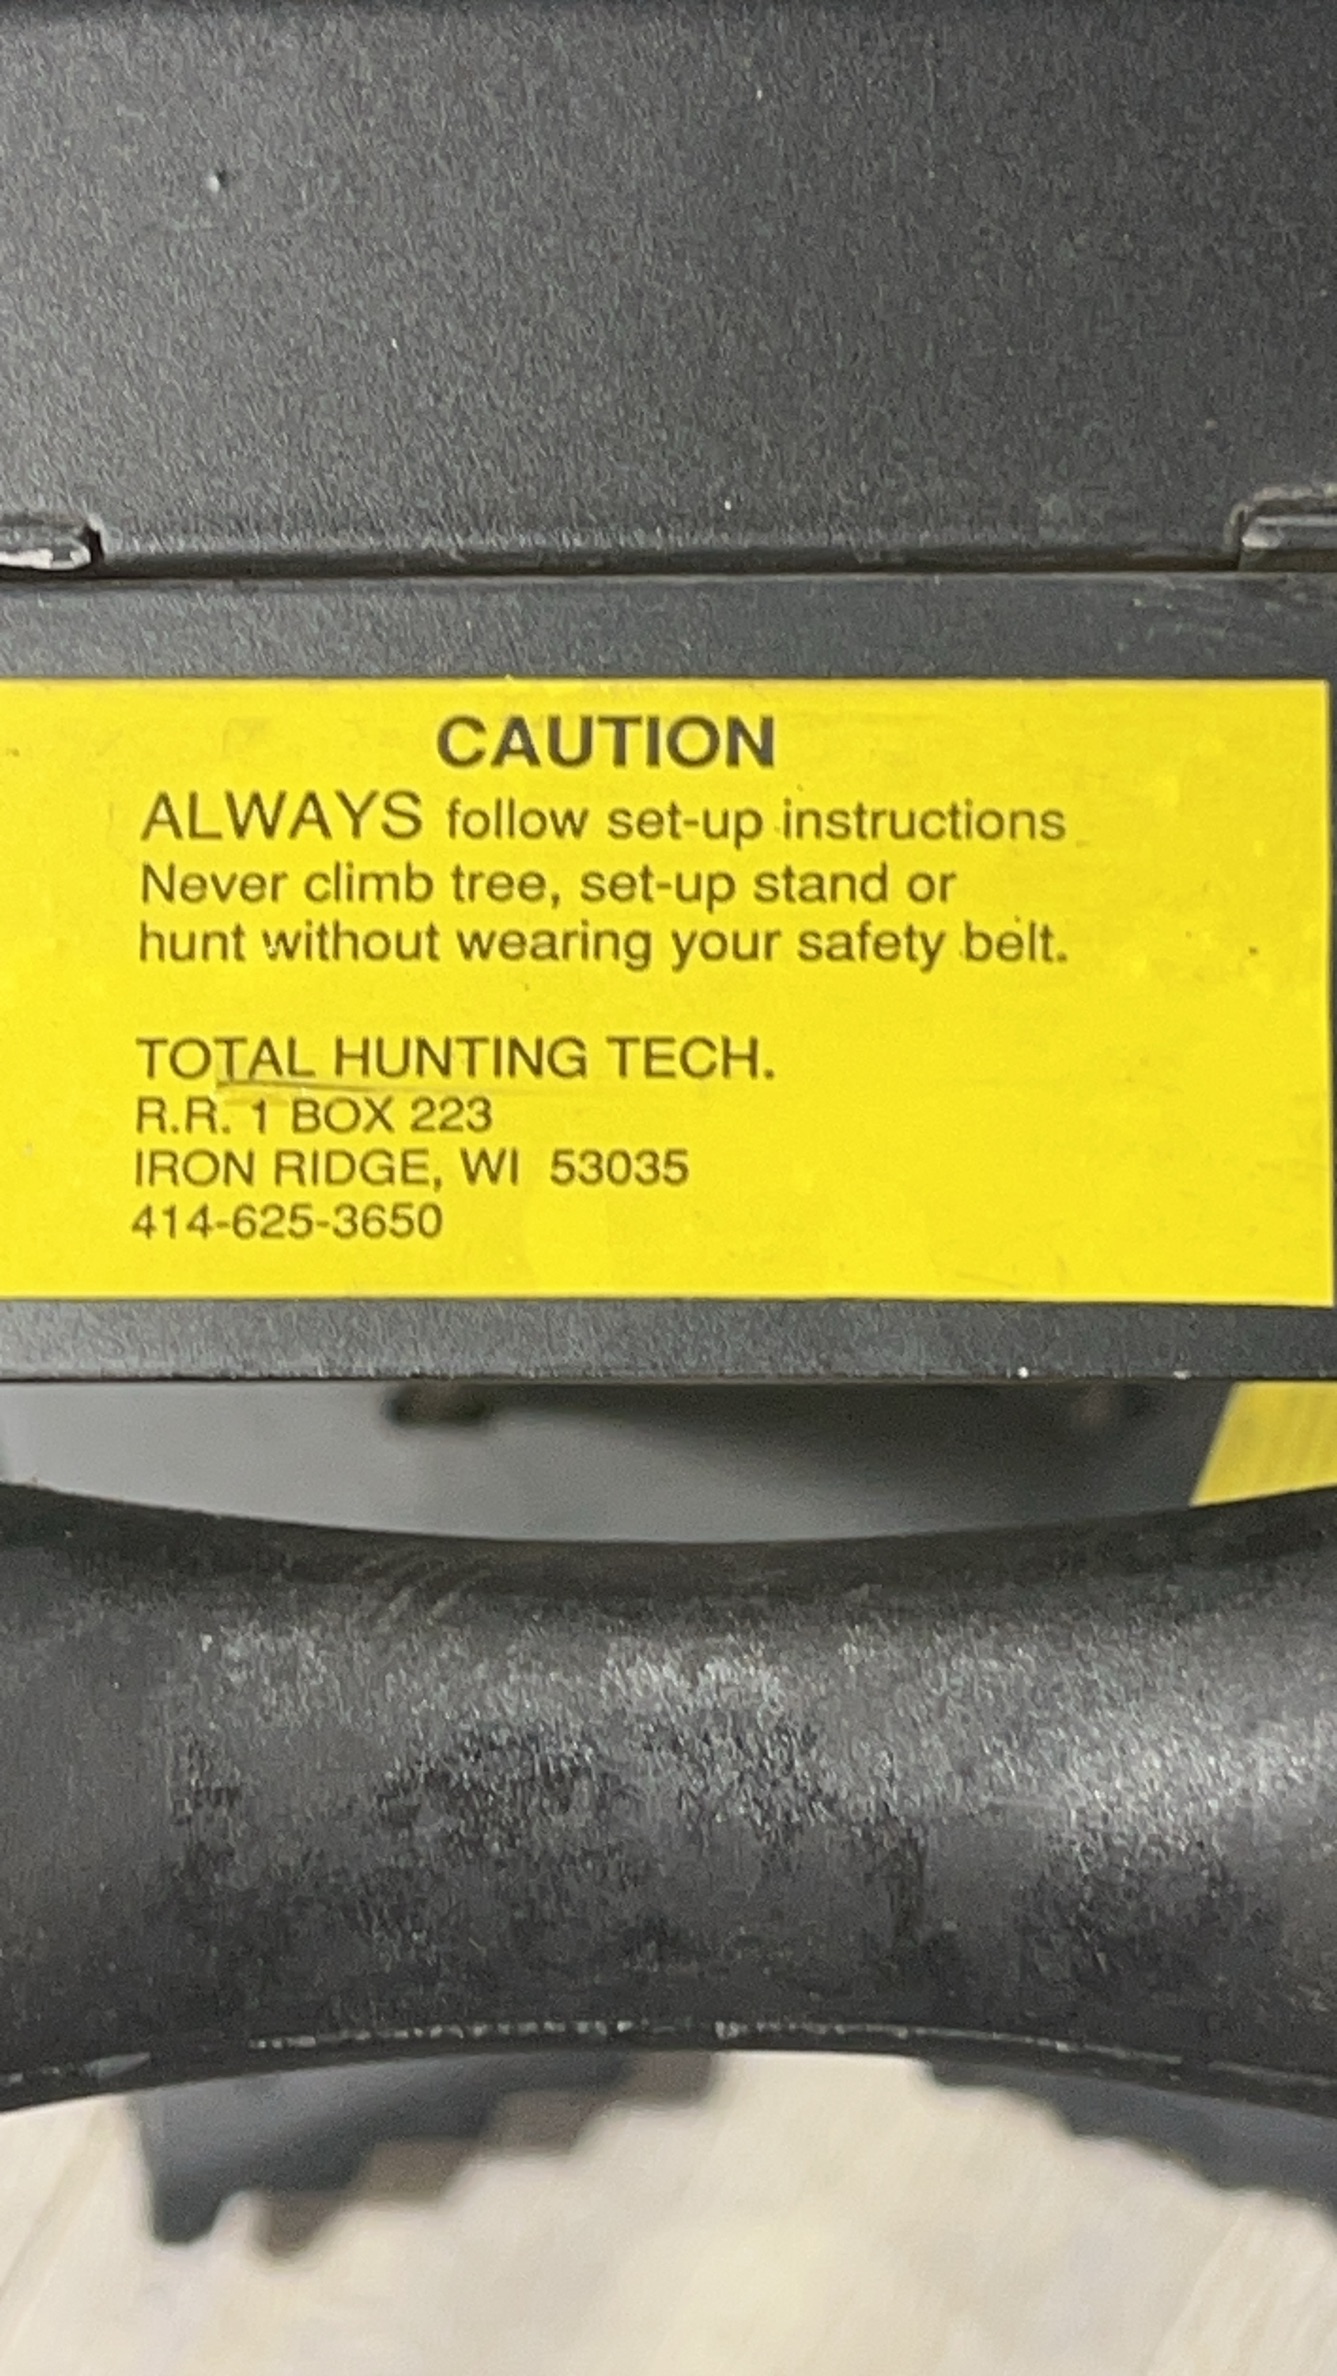 CAUTION
ALWAYS follow set-up instructions
Never climb tree, set-up stand or
hunt without wearing your safety belt.
TOTAL HUNTING TECH.
R.R. 1 BOX 223
IRON RIDGE, WI 53035
414-625-3650